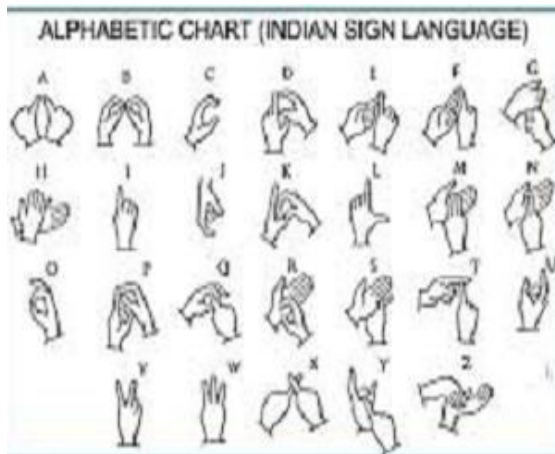 ALPHABETIC CHART (INDIAN SIGN LANGUAGE)
A B C D E F G
H I J K L M N
O P Q R S T U
V W X Y Z